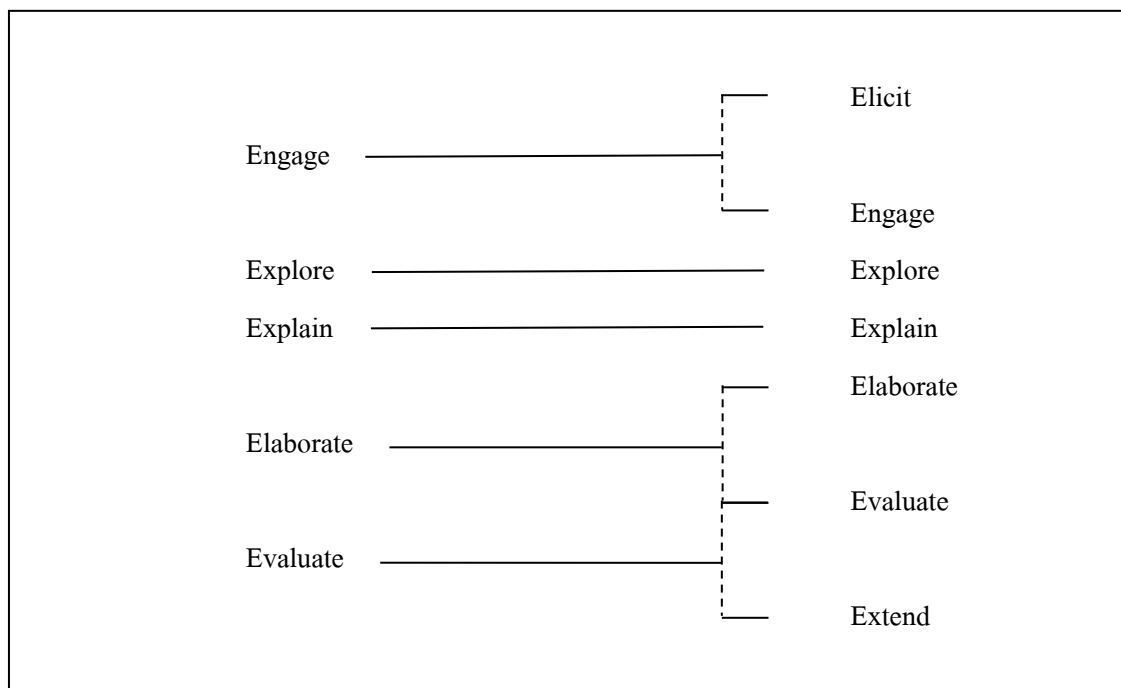 Elicit
Engage
Engage
Explore Explore
Explain Explain
Elaborate
Elaborate
Evaluate
Evaluate
Extend